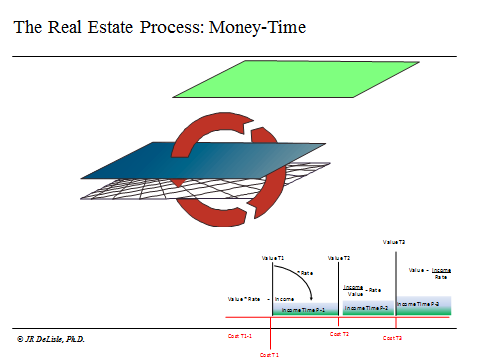 The Real Estate Process: Money-Time
Value T3
Value T1
Value T2
* Rate
Value = Income
Rate
Income = Rate
Value
Value * Rate = Income
Income Time P-1
Income Time P-2
Income Time P-3
Cost T1-2
Cost T2
Cost T3
Cost T1
© JR DeLisle, Ph.D.